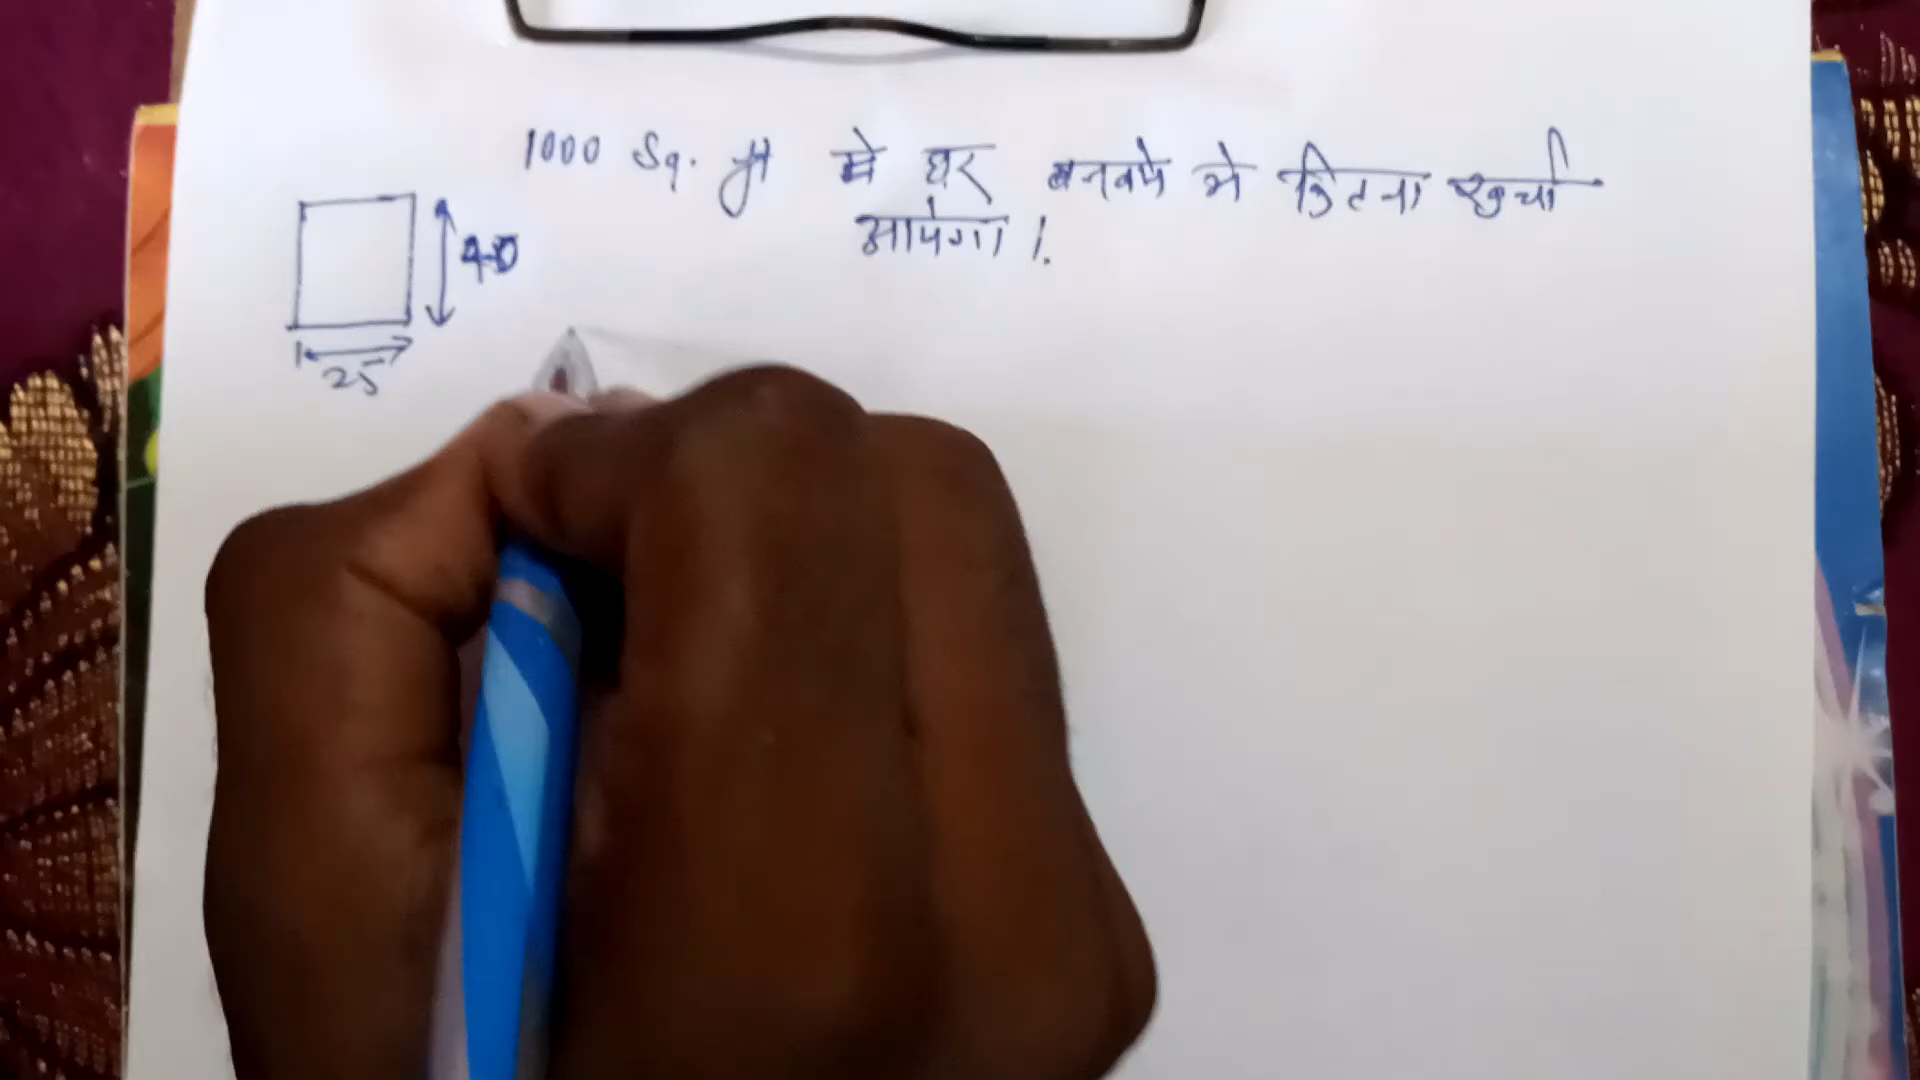 1000 Sq. ft में घर बनवाने में कितना खर्चा
आयेगा ।.
40
25